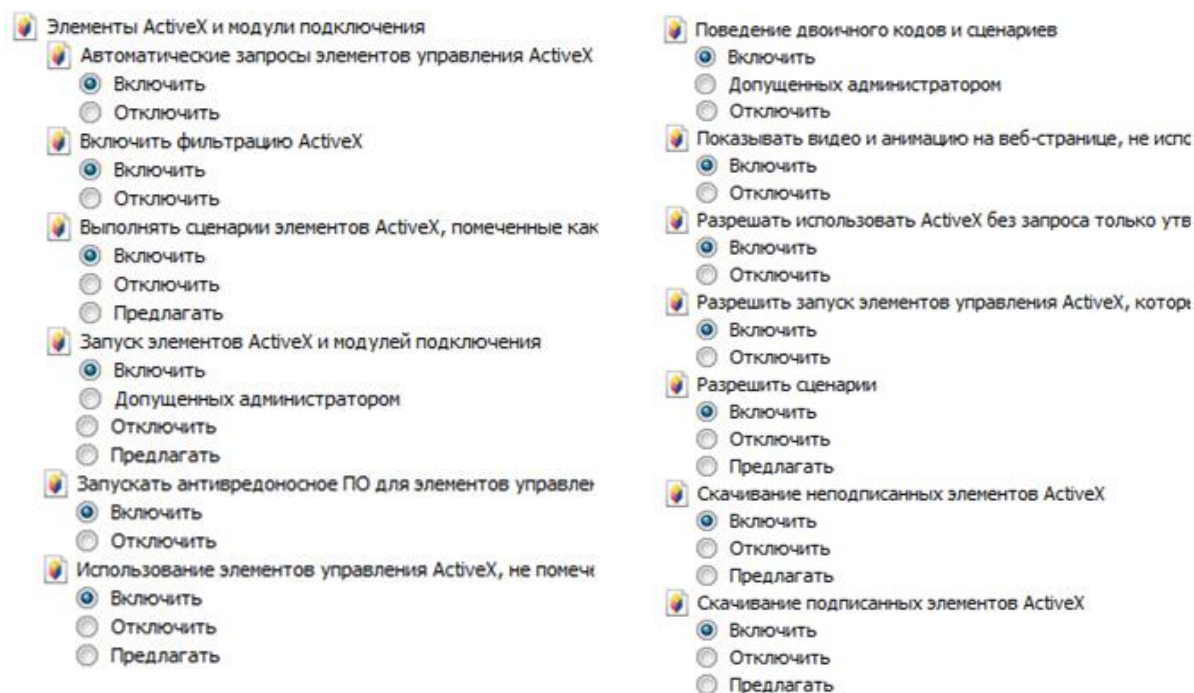 Элементы ActiveX и модули подключения
Автоматические запросы элементов управления ActiveX
Включить
Отключить
Включить фильтрацию ActiveX
Включить
Отключить
Выполнять сценарии элементов ActiveX, помеченные как
Включить
Отключить
Предлагать
Запуск элементов ActiveX и модулей подключения
Включить
Допущенных администратором
Отключить
Предлагать
Запускать антивредоносное ПО для элементов управлен
Включить
Отключить
Использование элементов управления ActiveX, не помече
Включить
Отключить
Предлагать
Поведение двоичного кодов и сценариев
Включить
Допущенных администратором
Отключить
Показывать видео и анимацию на веб-странице, не испо
Включить
Отключить
Разрешать использовать ActiveX без запроса только утв
Включить
Отключить
Разрешить запуск элементов управления ActiveX, которы
Включить
Отключить
Разрешить сценарии
Включить
Отключить
Предлагать
Скачивание неподписанных элементов ActiveX
Включить
Отключить
Предлагать
Скачивание подписанных элементов ActiveX
Включить
Отключить
Предлагать